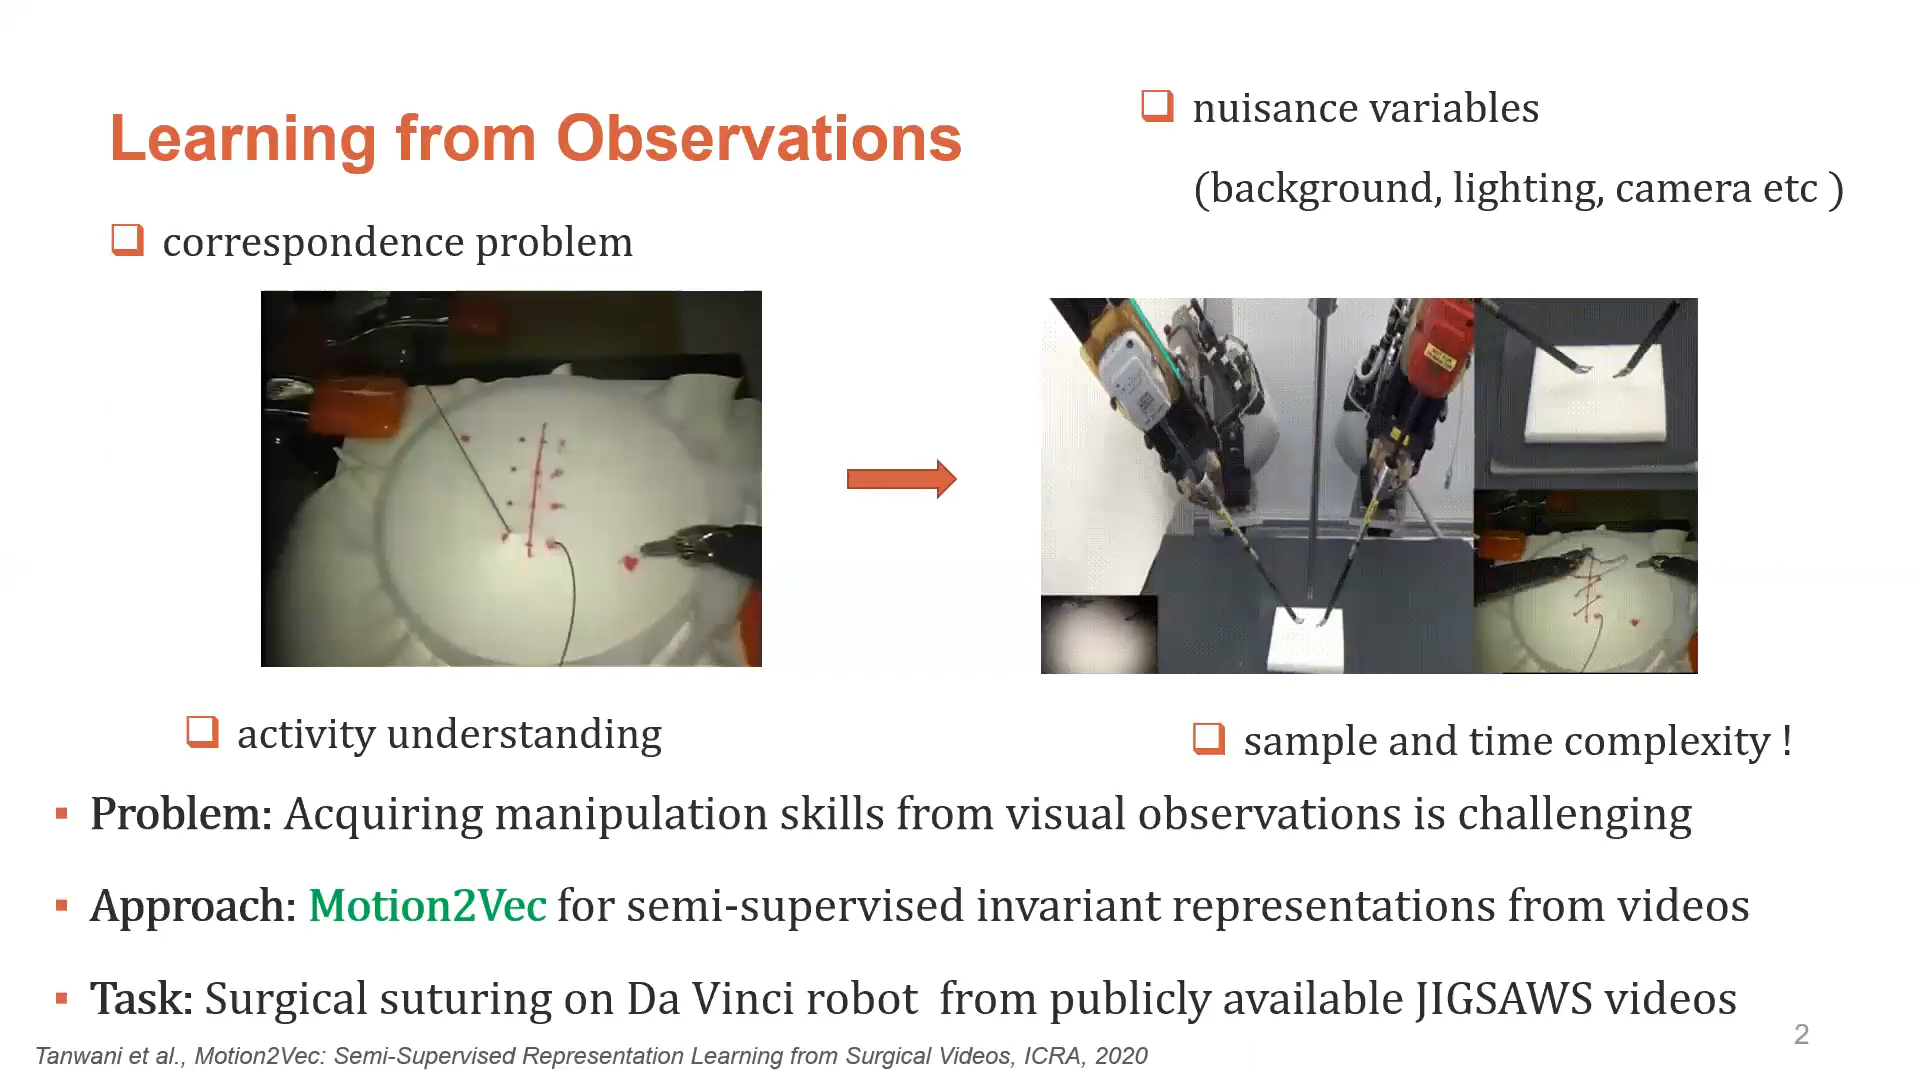 Learning from Observations
nuisance variables
(background, lighting, camera etc )
correspondence problem
activity understanding
sample and time complexity !
Problem: Acquiring manipulation skills from visual observations is challenging
Approach: Motion2Vec for semi-supervised invariant representations from videos
Task: Surgical suturing on Da Vinci robot from publicly available JIGSAWS videos
2
Tanwani et al., Motion2Vec: Semi-Supervised Representation Learning from Surgical Videos, ICRA, 2020